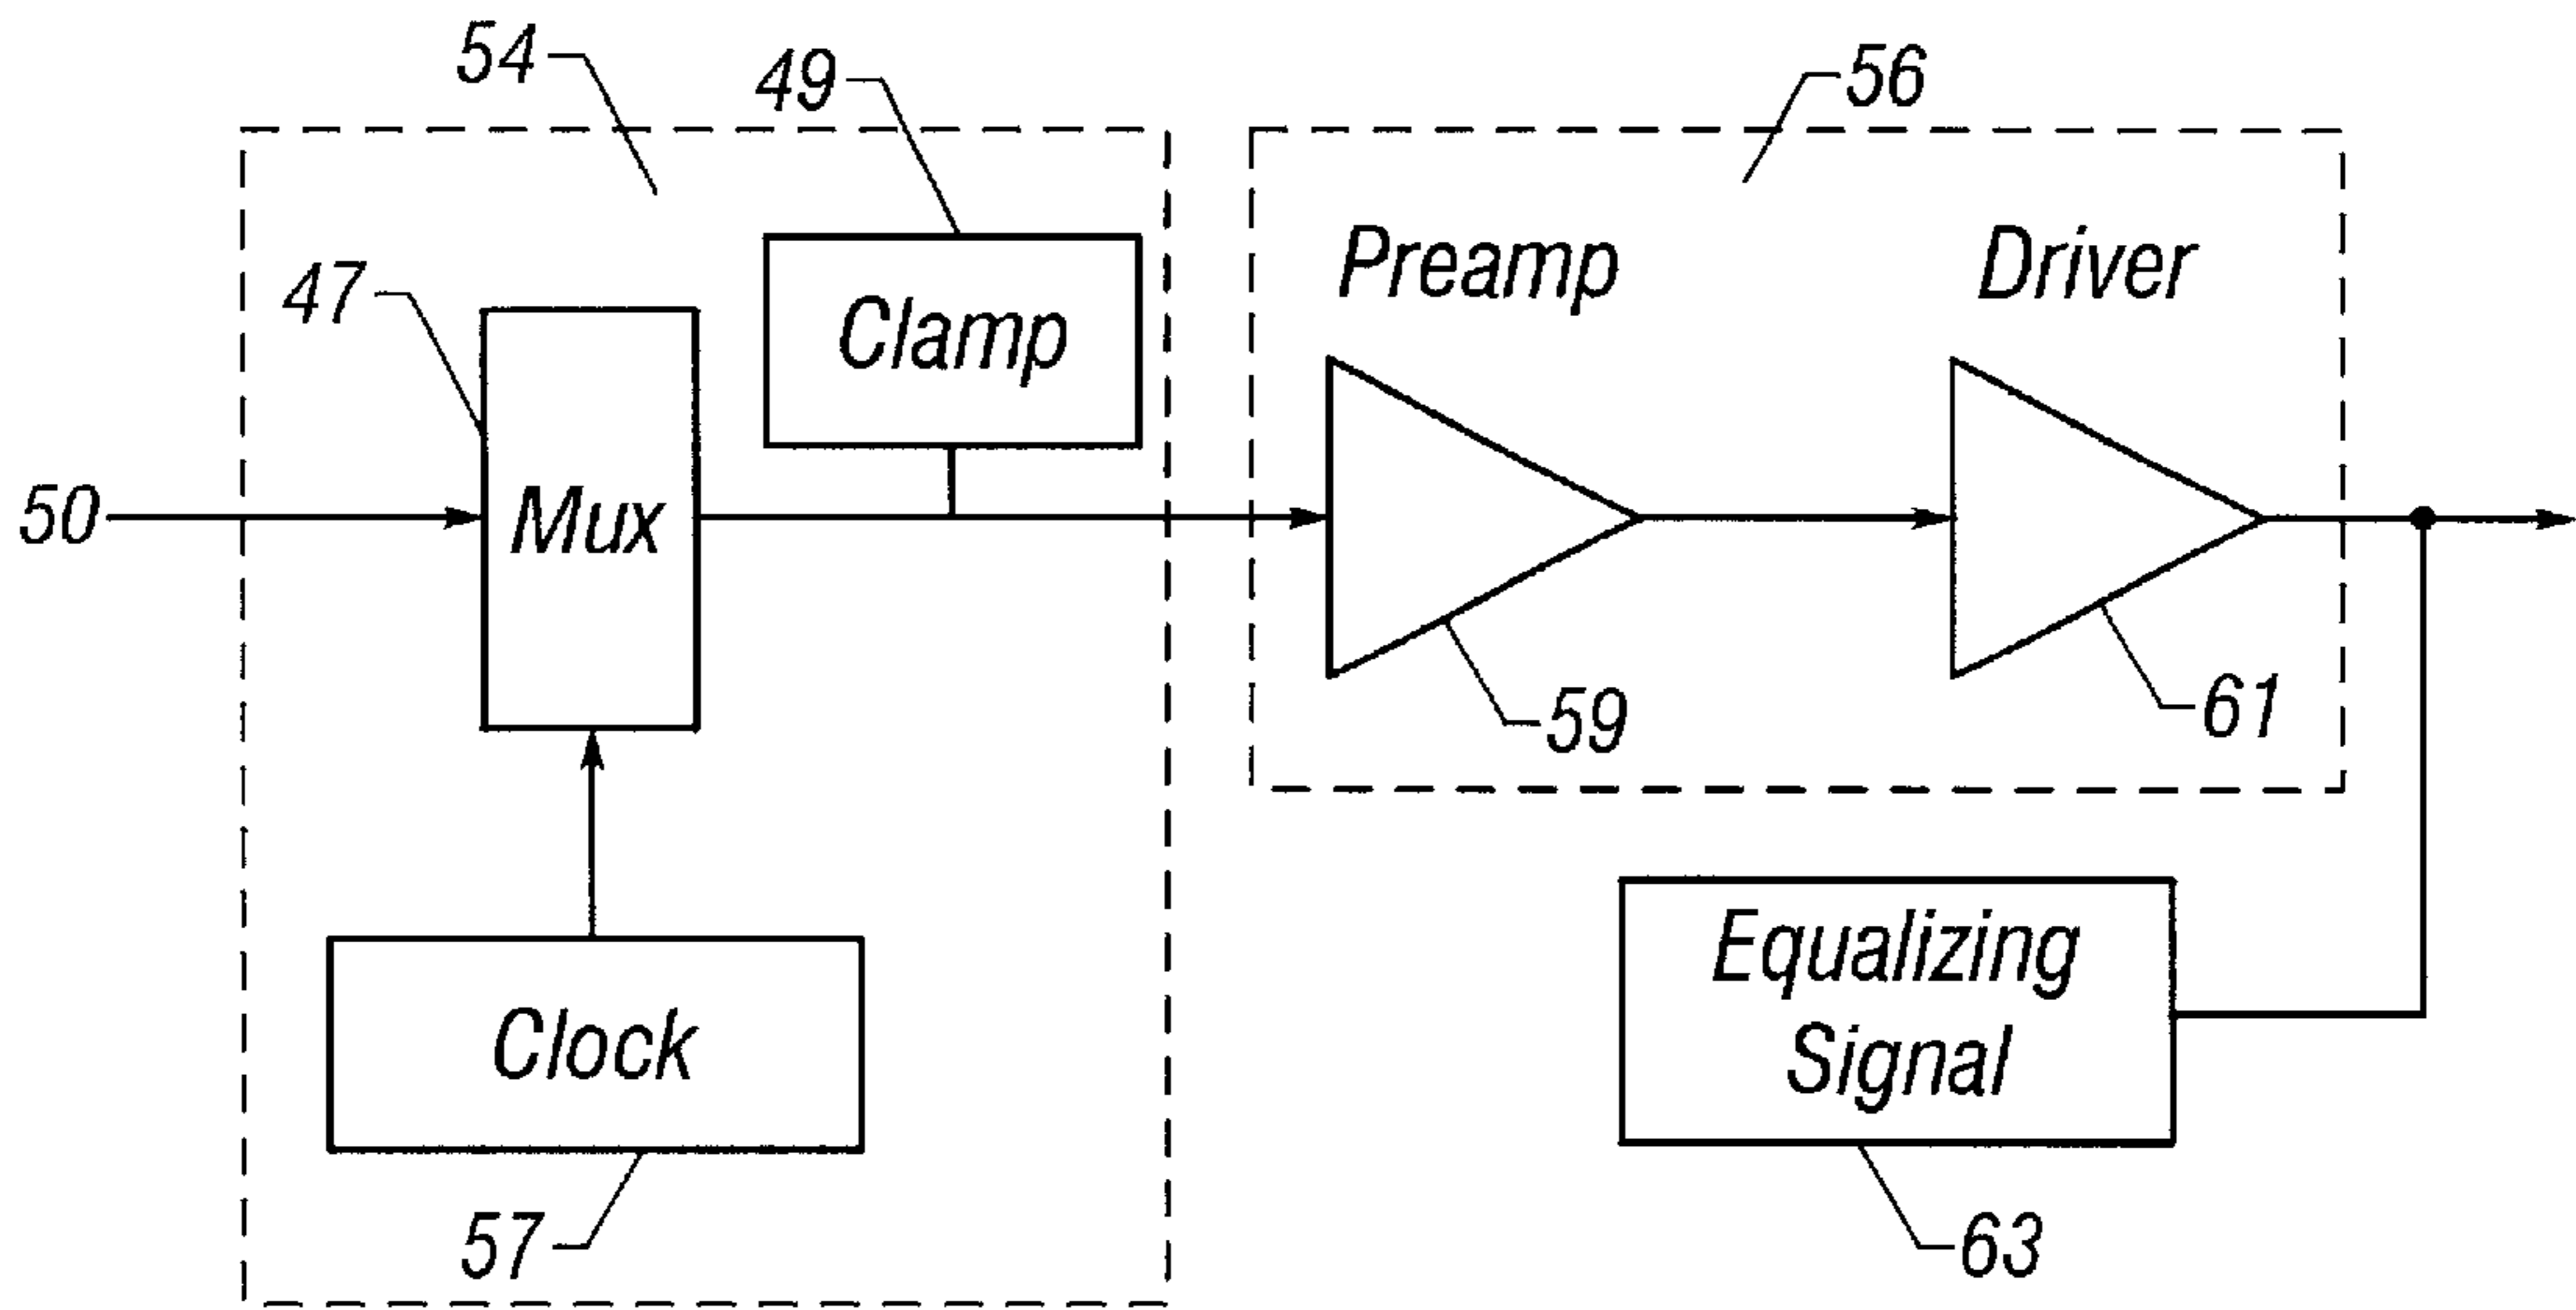 54
49
56
47
Preamp
Driver
Clamp
50
Mux
59
61
Equalizing
Signal
Clock
57
63